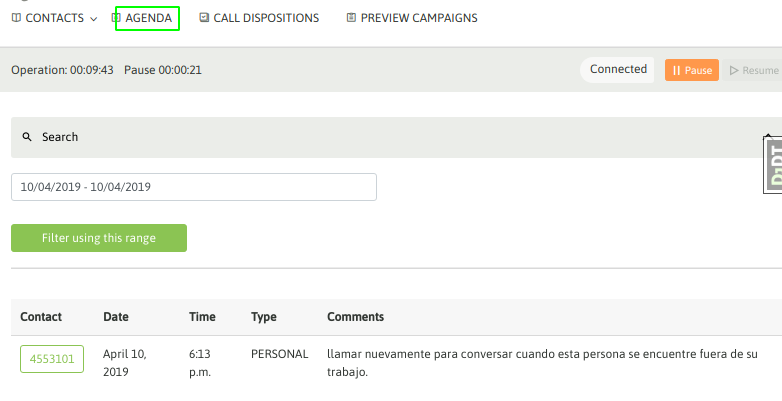 CONTACTS AGENDA CALL DISPOSITIONS PREVIEW CAMPAIGNS
Operation: 00:09:43 Pause 00:00:21 Connected Pause Resume
Search
DjDT
10/04/2019 - 10/04/2019
Filter using this range
Contact Date Time Type Comments
4553101 April 10, 2019 6:13 p.m. PERSONAL llamar nuevamente para conversar cuando esta persona se encuentre fuera de su trabajo.